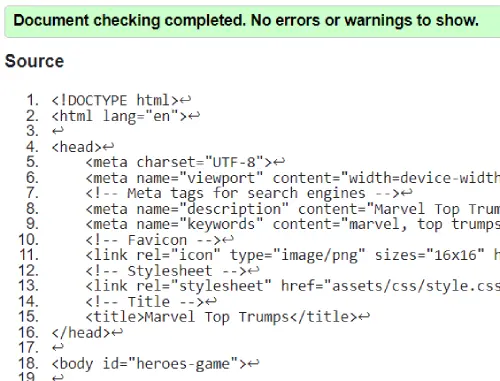 Document checking completed. No errors or warnings to show.
Source
1. <!DOCTYPE html>↩
2. <html lang="en">↩
3. ↩
4. <head>↩
5. <meta charset="UTF-8">↩
6. <meta name="viewport" content="width=device-width
7. <!-- Meta tags for search engines -->↩
8. <meta name="description" content="Marvel Top Trum
9. <meta name="keywords" content="marvel, top trumps
10. <!-- Favicon -->↩
11. <link rel="icon" type="image/png" sizes="16x16" h
12. <!-- Stylesheet -->↩
13. <link rel="stylesheet" href="assets/css/style.css
14. <!-- Title -->↩
15. <title>Marvel Top Trumps</title>↩
16. </head>↩
17. ↩
18. <body id="heroes-game">↩
19. ↩